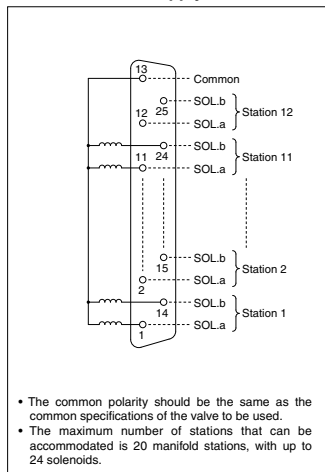 13
Common
SOL.b
25
12
SOL.a
Station 12
SOL.b
24
11
SOL.a
Station 11
SOL.b
15
2
SOL.a
Station 2
SOL.b
14
1
SOL.a
Station 1
• The common polarity should be the same as the
common specifications of the valve to be used.
• The maximum number of stations that can be
accommodated is 20 manifold stations, with up to
24 solenoids.